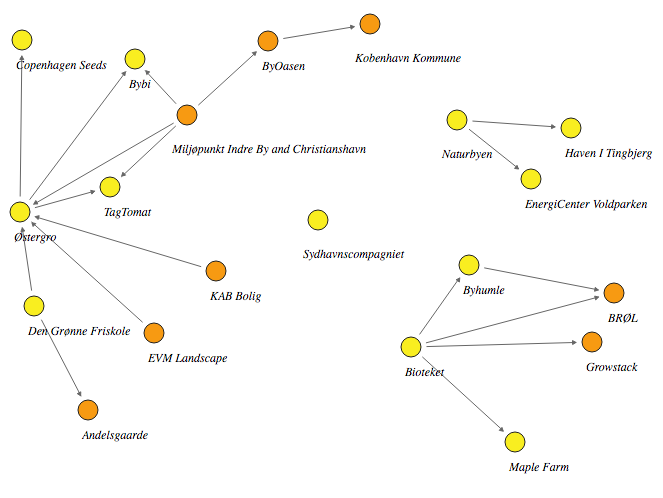 Copenhagen Seeds
Bybi
ByOasen
Kobenhavn Kommune
Miljøpunkt Indre By and Christianshavn
Naturbyen
Haven I Tingbjerg
EnergiCenter Voldparken
TagTomat
Østergro
Sydhavnscompagniet
KAB Bolig
Byhumle
BRØL
Den Grønne Friskole
EVM Landscape
Bioteket
Growstack
Andelsgaarde
Maple Farm